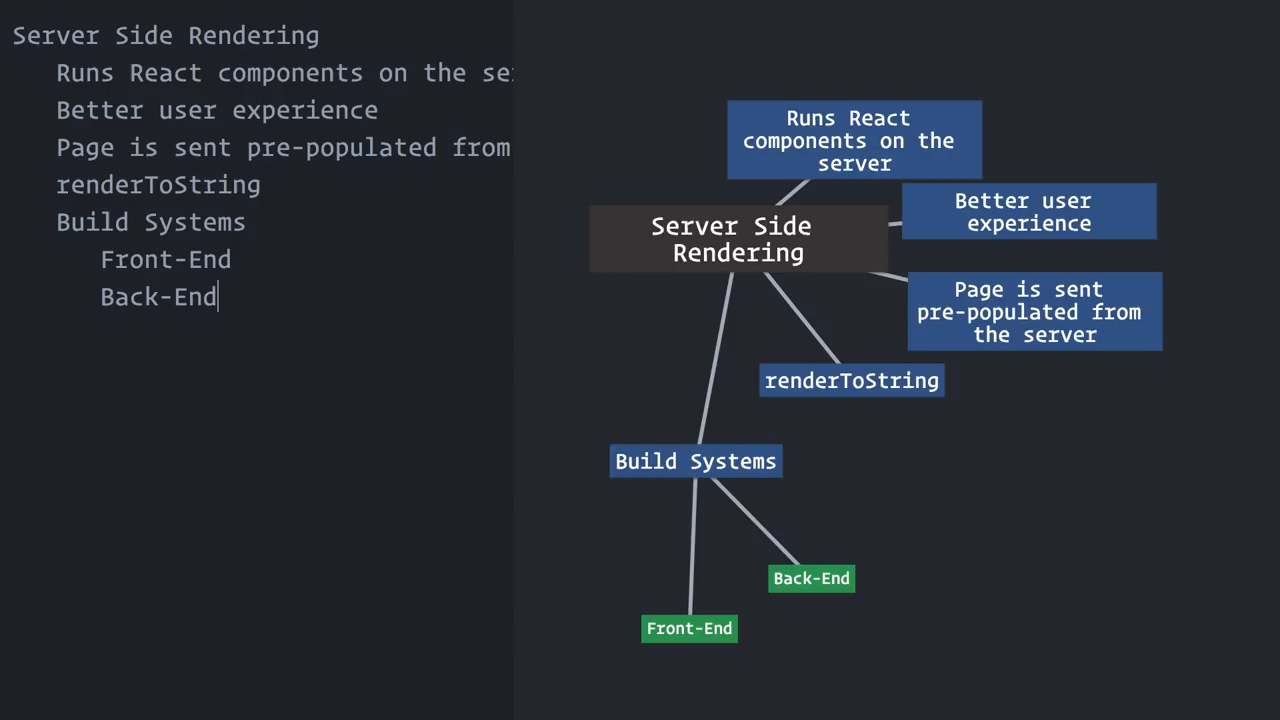 Server Side Rendering
Runs React components on the se
Better user experience
Page is sent pre-populated from
renderToString
Build Systems
Front-End
Back-End
Runs React
components on the
server
Better user
experience
Server Side
Rendering
Page is sent
pre-populated from
the server
renderToString
Build Systems
Back-End
Front-End